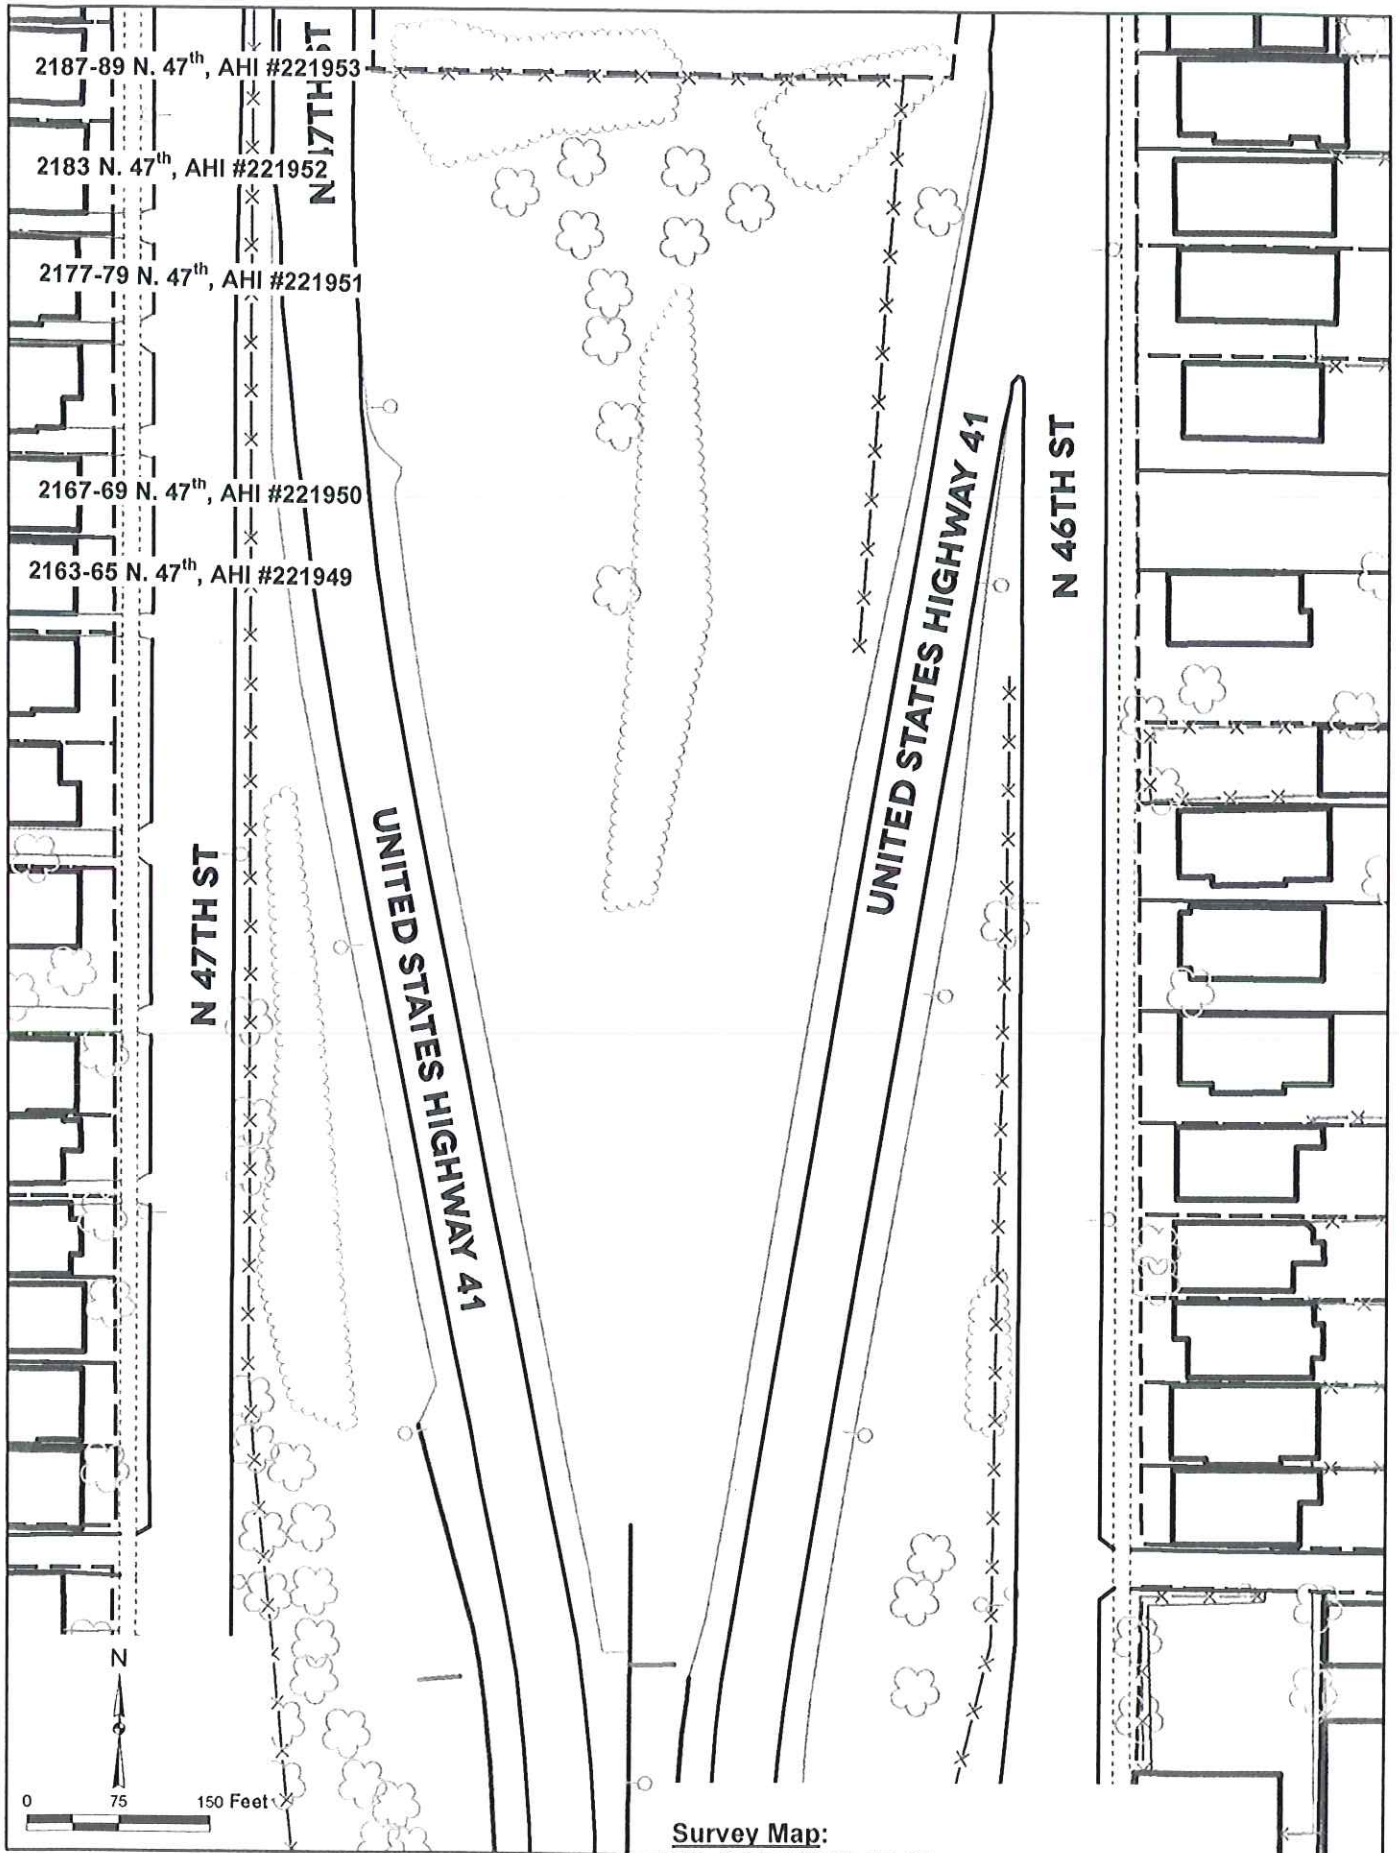 2187-89 N. 47th, AHI #221953
N 47TH ST
2183 N. 47th, AHI #221952
2177-79 N. 47th, AHI #221951
2167-69 N. 47th, AHI #221950
2163-65 N. 47th, AHI #221949
N 46TH ST
UNITED STATES HIGHWAY 41
N 47TH ST
UNITED STATES HIGHWAY 41
N
0 75 150 Feet
Survey Map: